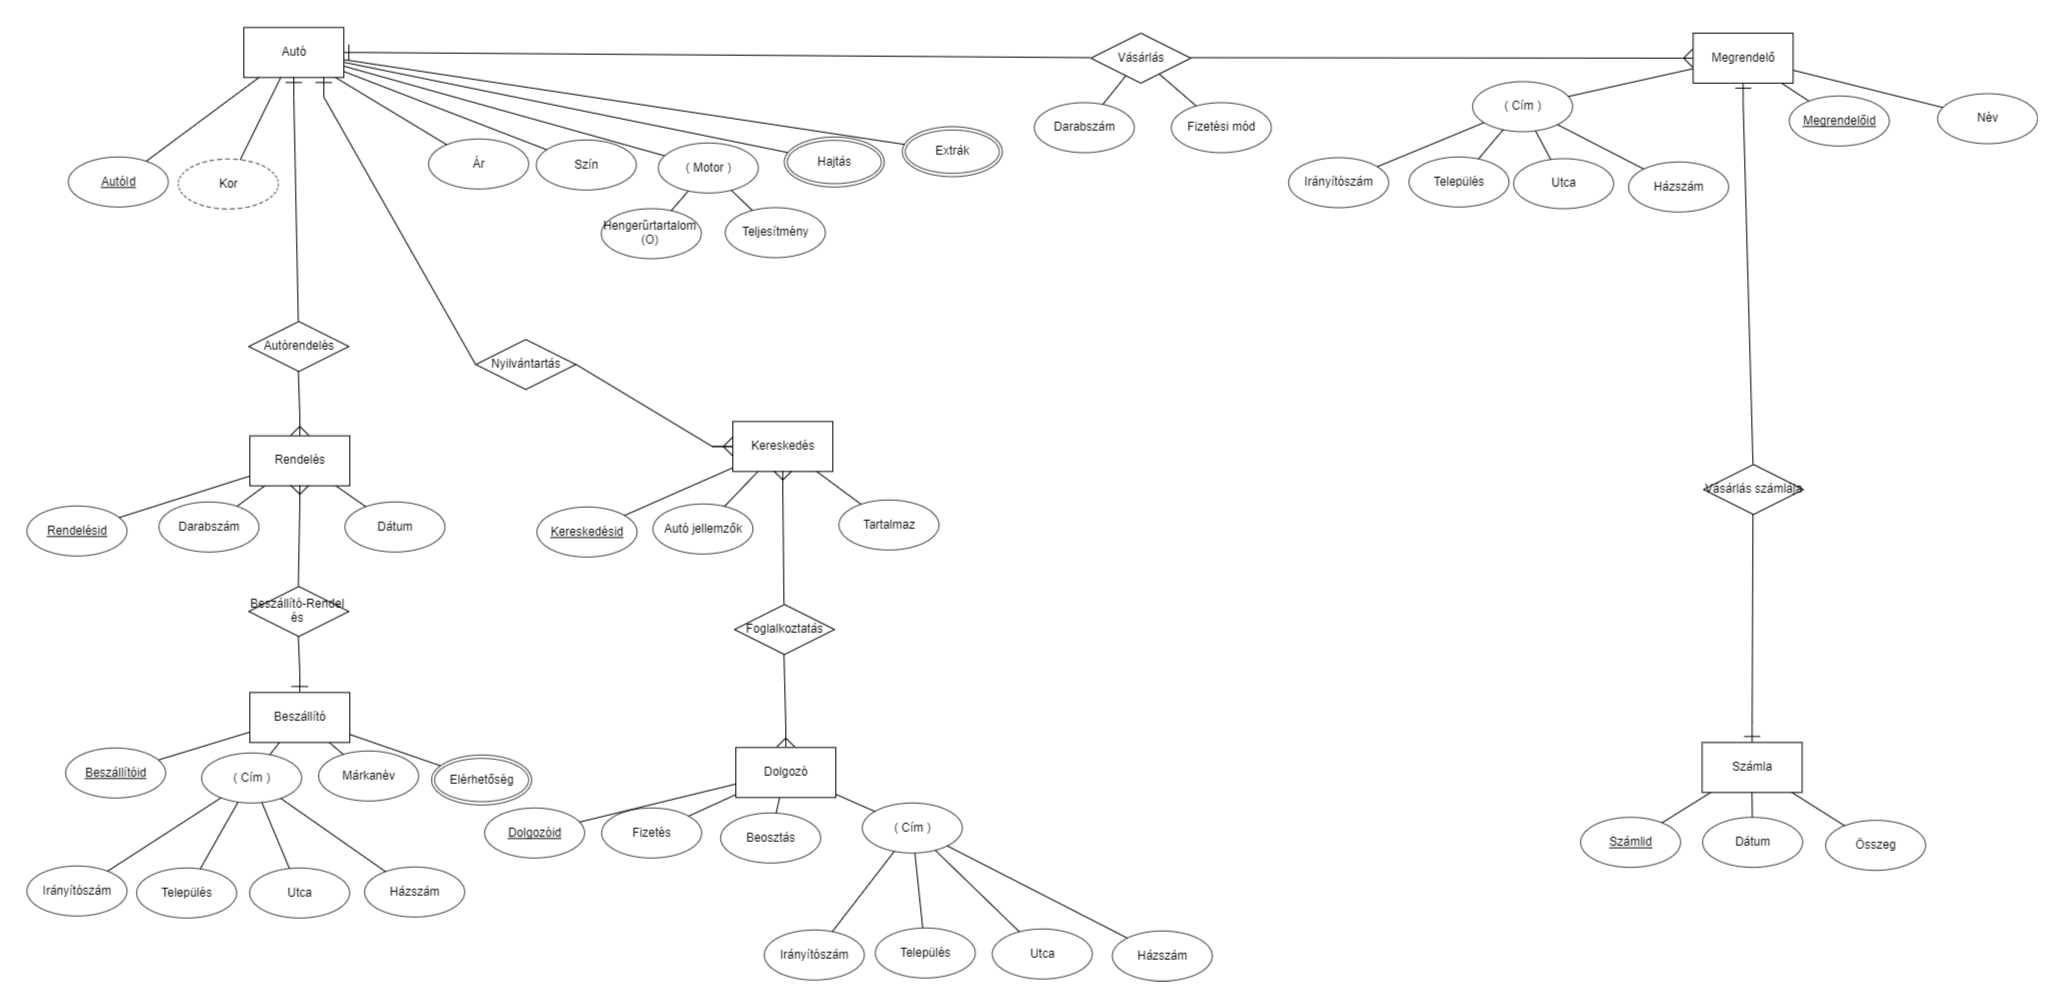 Autó
Vásárlás
Megrendelő
Darabszám
Fizetési mód
( Cím )
Megrendelőid
Név
Autóld
Kor
Ár
Szín
( Motor )
Hajtás
Extrák
Irányítószám
Település
Utca
Házszám
Hengerűrtartalom
(O)
Teljesítmény
Autórendelés
Nyilvántartás
Rendelés
Kereskedés
Vásárlás számlája
Rendelésid
Darabszám
Dátum
Kereskedésid
Autó jellemzők
Tartalmaz
Beszállító-Rendel
és
Foglalkoztatás
Beszállító
Dolgozó
Számla
Beszállítóid
( Cím )
Márkanév
Elérhetőség
Dolgozóid
Fizetés
Beosztás
( Cím )
Számlid
Dátum
Összeg
Irányítószám
Település
Utca
Házszám
Irányítószám
Település
Utca
Házszám